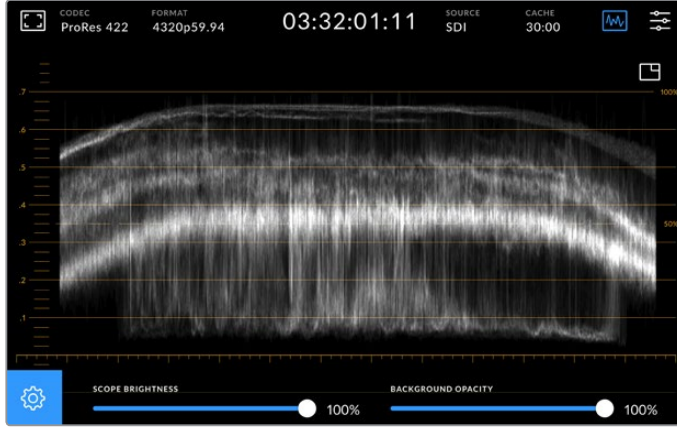 CODEC
ProRes 422
FORMAT
4320p59.94
03:32:01:11
SOURCE
SDI
CACHE
30:00
.7
100%
.6
.5
.4
50%
.3
.2
.1
SCOPE BRIGHTNESS
100%
BACKGROUND OPACITY
100%